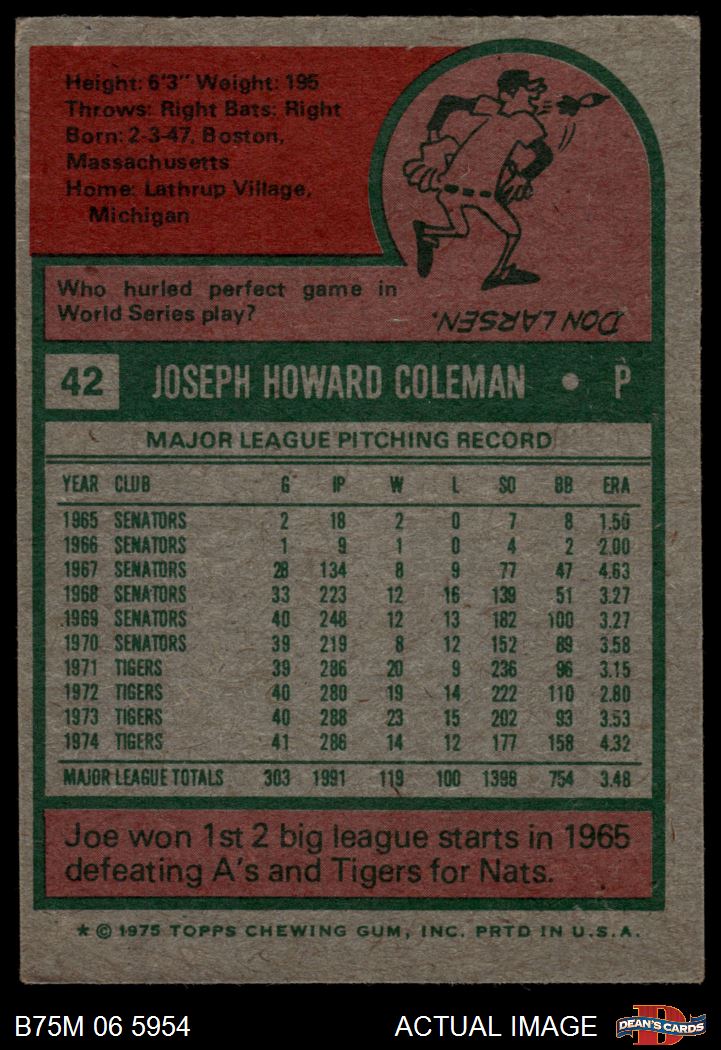 Height: 6'3" Weight: 195
Throws: Right Bats: Right
Born: 2-3-47, Boston,
Massachusetts
Home: Lathrup Village,
Michigan
Who hurled perfect game in
World Series play?
DON LARSEN.
42 JOSEPH HOWARD COLEMAN • P
MAJOR LEAGUE PITCHING RECORD
YEAR CLUB G IP W L SO BB ERA
1965 SENATORS 2 18 2 0 7 8 1.50
1966 SENATORS 1 9 1 0 4 2 2.00
1967 SENATORS 28 134 8 9 77 47 4.63
1968 SENATORS 33 223 12 16 139 51 3.27
1969 SENATORS 40 248 12 13 182 100 3.27
1970 SENATORS 39 219 8 12 152 89 3.58
1971 TIGERS 39 286 20 9 236 96 3.15
1972 TIGERS 40 280 19 14 222 110 2.80
1973 TIGERS 40 288 23 15 202 93 3.53
1974 TIGERS 41 286 14 12 177 158 4.32
MAJOR LEAGUE TOTALS 303 1991 119 100 1398 754 3.48
Joe won 1st 2 big league starts in 1965
defeating A's and Tigers for Nats.
* © 1975 TOPPS CHEWING GUM, INC. PRTD IN U.S.A.
B75M 06 5954 ACTUAL IMAGE D DEAN'S CARDS